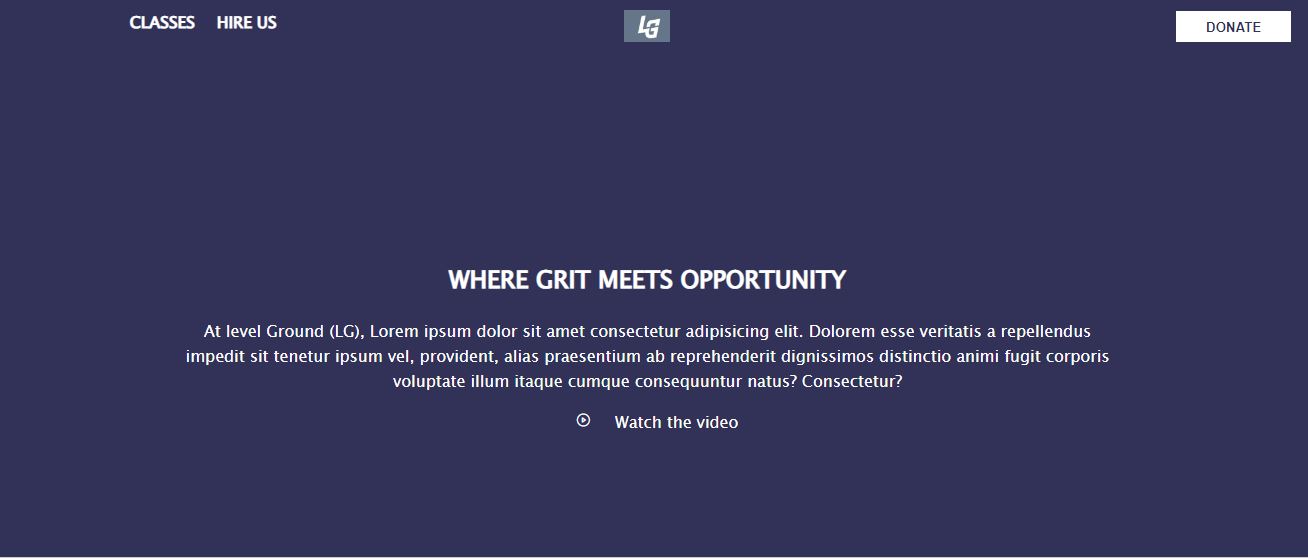 CLASSES HIRE US LG DONATE
WHERE GRIT MEETS OPPORTUNITY
At level Ground (LG), Lorem ipsum dolor sit amet consectetur adipisicing elit. Dolorem esse veritatis a repellendus
impedit sit tenetur ipsum vel, provident, alias praesentium ab reprehenderit dignissimos distinctio animi fugit corporis
voluptate illum itaque cumque consequuntur natus? Consectetur?
Watch the video